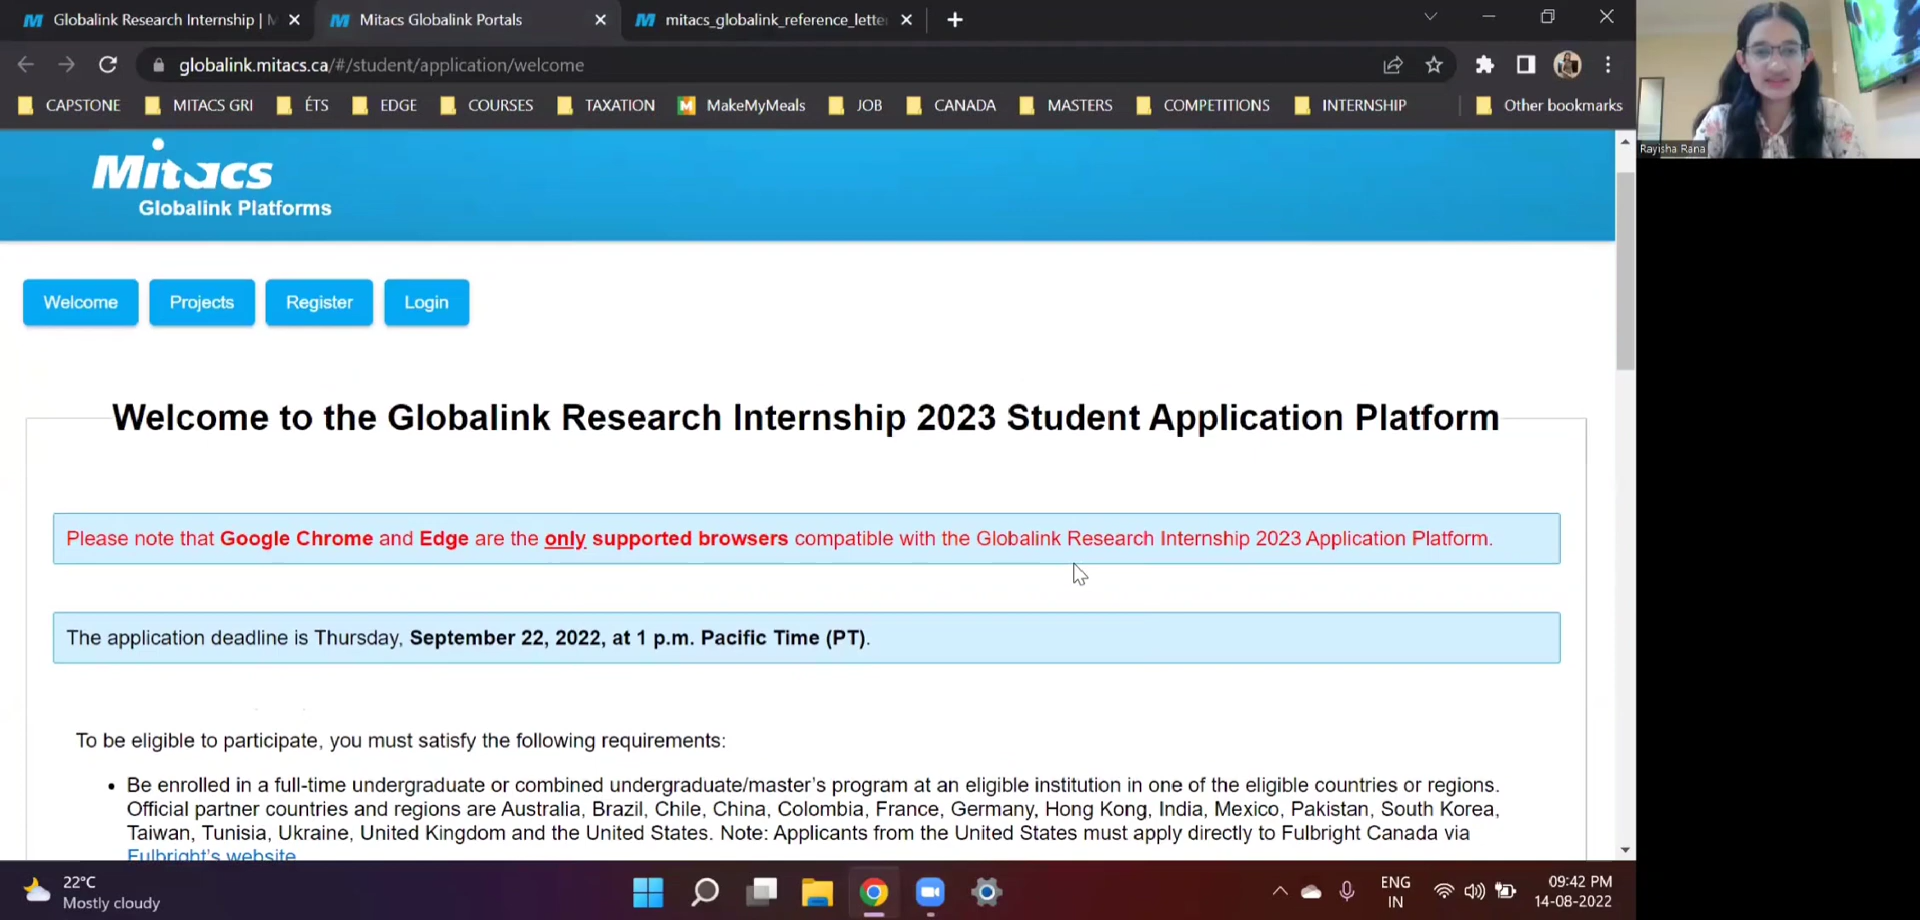 Globalink Research Internship | M
Mitacs Globalink Portals
mitacs_globalink_reference_lette
globalink.mitacs.ca/#/student/application/welcome
CAPSTONE MITACS GRI ÉTS EDGE COURSES TAXATION MakeMyMeals JOB CANADA MASTERS COMPETITIONS INTERNSHIP Other bookmarks
Rayisha Rana
Mitacs
Globalink Platforms
Welcome Projects Register Login
Welcome to the Globalink Research Internship 2023 Student Application Platform
Please note that Google Chrome and Edge are the only supported browsers compatible with the Globalink Research Internship 2023 Application Platform.
The application deadline is Thursday, September 22, 2022, at 1 p.m. Pacific Time (PT).
To be eligible to participate, you must satisfy the following requirements:
• Be enrolled in a full-time undergraduate or combined undergraduate/master's program at an eligible institution in one of the eligible countries or regions.
Official partner countries and regions are Australia, Brazil, Chile, China, Colombia, France, Germany, Hong Kong, India, Mexico, Pakistan, South Korea,
Taiwan, Tunisia, Ukraine, United Kingdom and the United States. Note: Applicants from the United States must apply directly to Fulbright Canada via
Fulbright's website
22°C
Mostly cloudy
ENG
IN
09:42 PM
14-08-2022